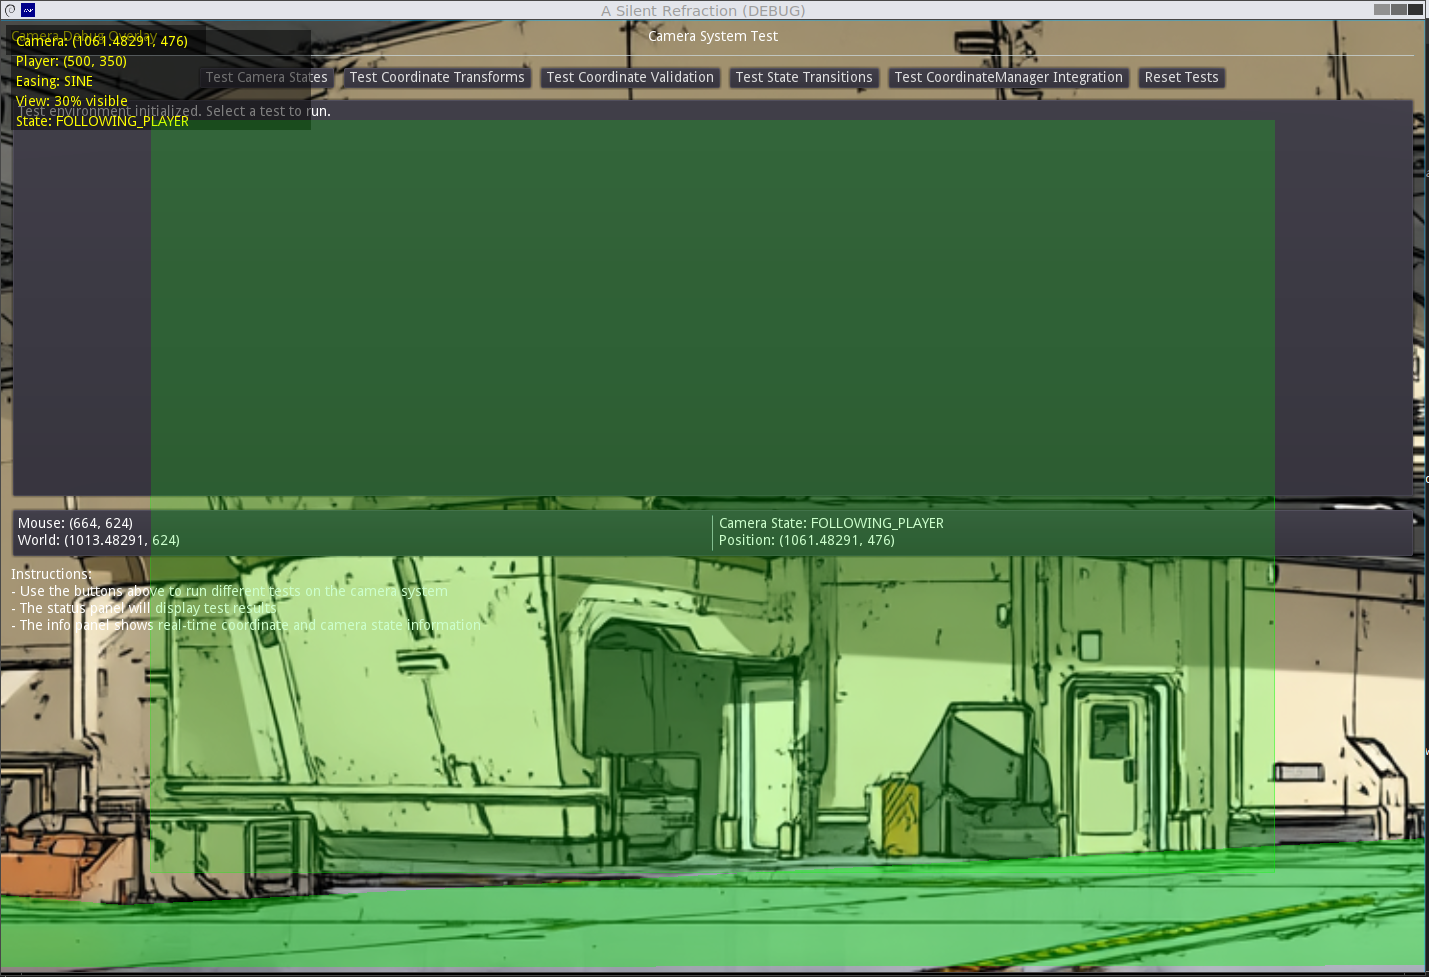 A Silent Refraction (DEBUG)
Camera Debug Overlay
Camera System Test
Camera: (1061.48291, 476)
Player: (500, 350)
Easing: SINE
View: 30% visible
State: FOLLOWING_PLAYER
Test Camera States
Test Coordinate Transforms
Test Coordinate Validation
Test State Transitions
Test CoordinateManager Integration
Reset Tests
Test environment initialized. Select a test to run.
Mouse: (664, 624)
World: (1013.48291, 624)
Camera State: FOLLOWING_PLAYER
Position: (1061.48291, 476)
Instructions:
- Use the buttons above to run different tests on the camera system
- The status panel will display test results
- The info panel shows real-time coordinate and camera state information